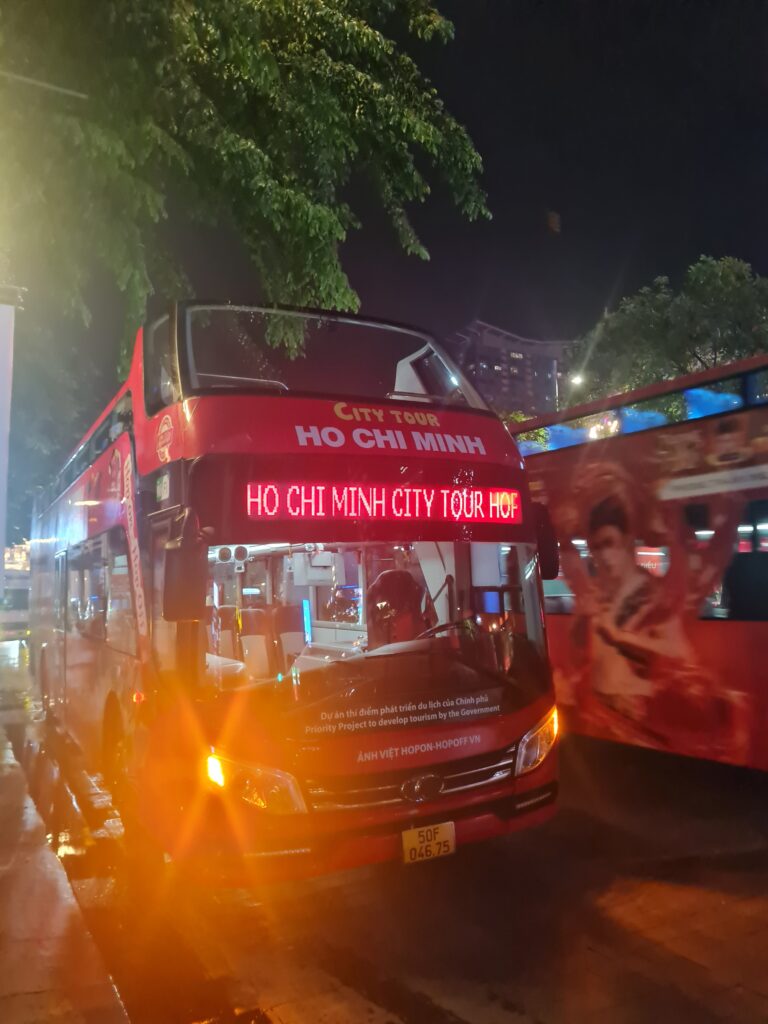 CITY TOUR
HO CHI MINH
HO CHI MINH CITY TOUR HOF
Dự án thí điểm phát triển du lịch của Chính phủ
Priority Project to develop tourism by the Government
ẢNH VIỆT HOPON-HOPOFF VN
50F
046.75